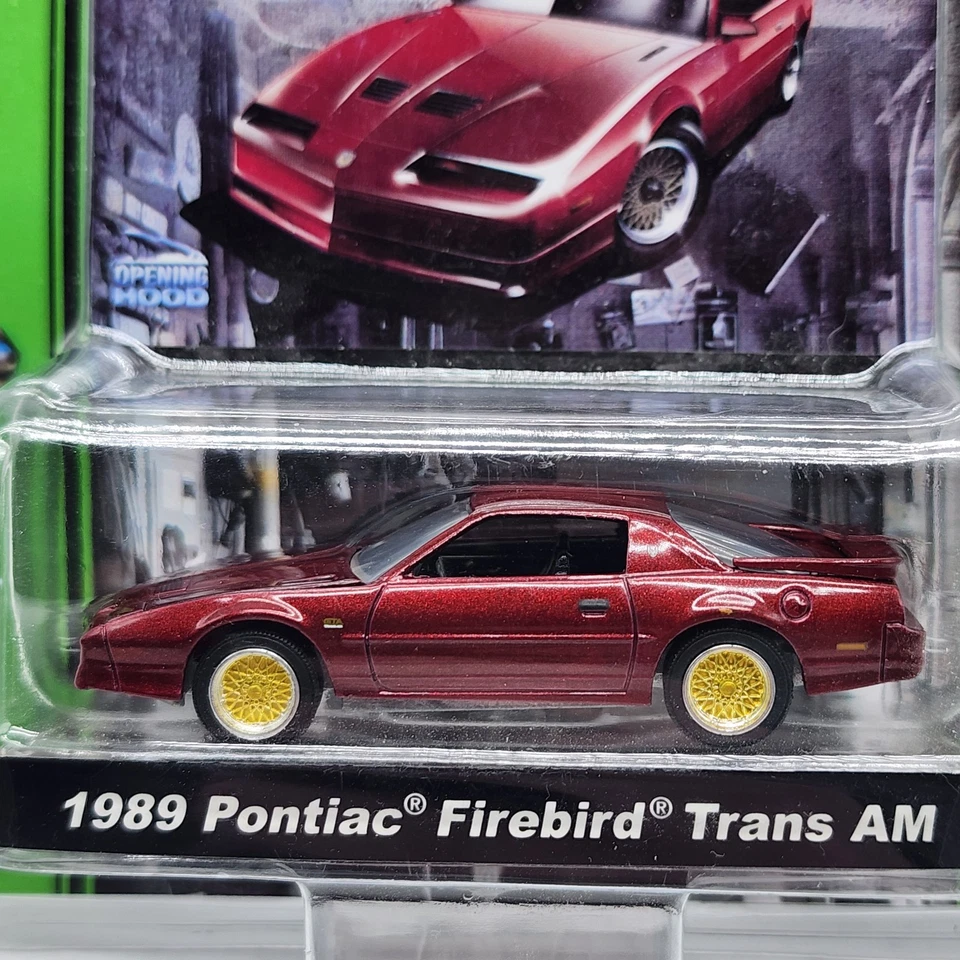 OPENING
HOOD
1989 Pontiac® Firebird® Trans AM